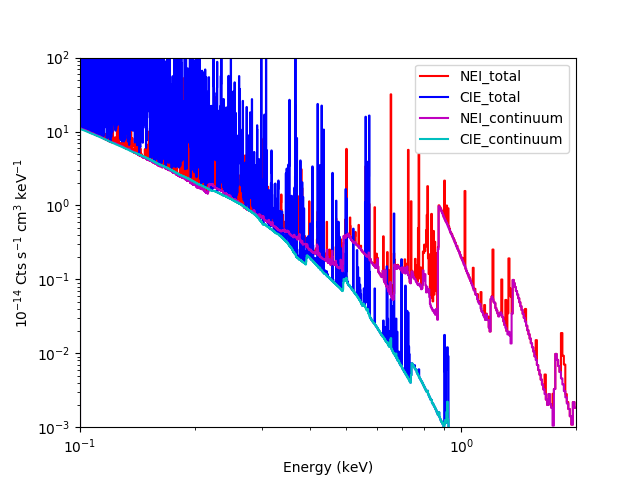 10²
10¹
10⁰
10⁻¹
10⁻²
10⁻³
10⁻¹⁴ Cts s⁻¹ cm³ keV⁻¹
NEI_total
CIE_total
NEI_continuum
CIE_continuum
10⁻¹ 10⁰
Energy (keV)